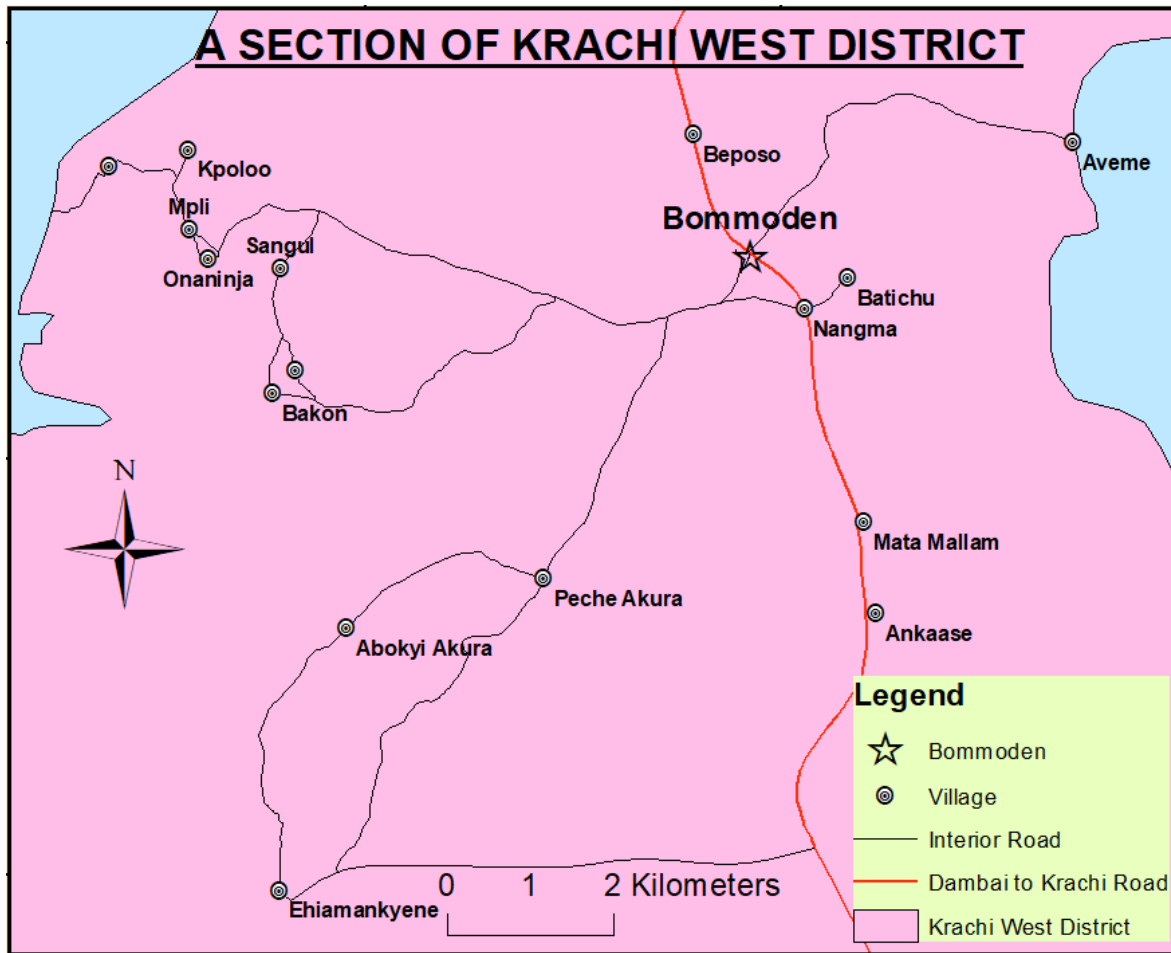 A SECTION OF KRACHI WEST DISTRICT
Beposo
Aveme
Kpoloo
Mpli
Bommoden
Sangul
Onaninja
Batichu
Nangma
Bakon
N
Mata Mallam
Peche Akura
Ankaase
Abokyi Akura
Legend
Bommoden
Village
Interior Road
Dambai to Krachi Road
Krachi West District
0 1 2 Kilometers
Ehiamankyene